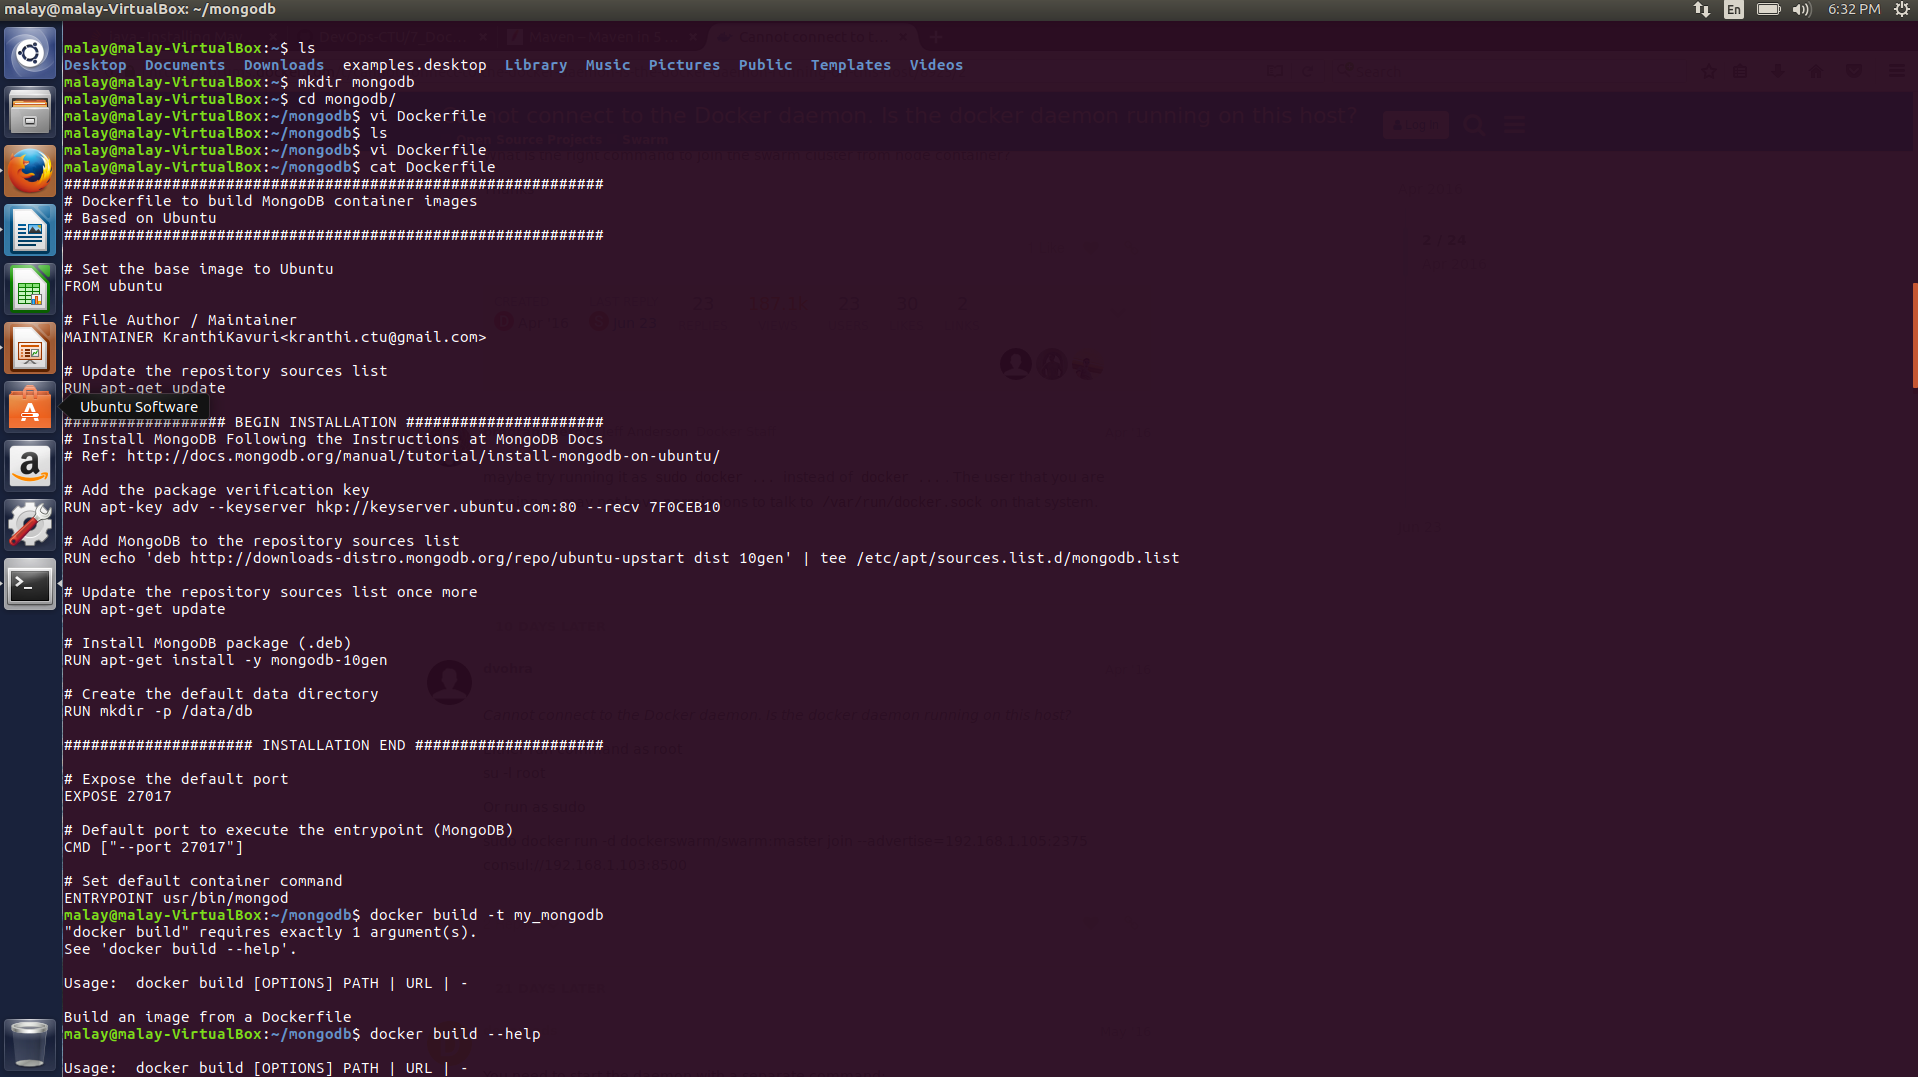 malay@malay-VirtualBox: ~/mongodb
En
6:32 PM
malay@malay-VirtualBox:~$ ls
Desktop  Documents  Downloads  examples.desktop  Library  Music  Pictures  Public  Templates  Videos
malay@malay-VirtualBox:~$ mkdir mongodb
malay@malay-VirtualBox:~$ cd mongodb/
malay@malay-VirtualBox:~/mongodb$ vi Dockerfile
malay@malay-VirtualBox:~/mongodb$ ls
malay@malay-VirtualBox:~/mongodb$ vi Dockerfile
malay@malay-VirtualBox:~/mongodb$ cat Dockerfile
############################################################
# Dockerfile to build MongoDB container images
# Based on Ubuntu
############################################################
# Set the base image to Ubuntu
FROM ubuntu
# File Author / Maintainer
MAINTAINER KranthiKavuri<kranthi.ctu@gmail.com>
# Update the repository sources list
RUN apt-get update
Ubuntu Software
################## BEGIN INSTALLATION ######################
# Install MongoDB Following the Instructions at MongoDB Docs
# Ref: http://docs.mongodb.org/manual/tutorial/install-mongodb-on-ubuntu/
# Add the package verification key
RUN apt-key adv --keyserver hkp://keyserver.ubuntu.com:80 --recv 7F0CEB10
# Add MongoDB to the repository sources list
RUN echo 'deb http://downloads-distro.mongodb.org/repo/ubuntu-upstart dist 10gen' | tee /etc/apt/sources.list.d/mongodb.list
# Update the repository sources list once more
RUN apt-get update
# Install MongoDB package (.deb)
RUN apt-get install -y mongodb-10gen
# Create the default data directory
RUN mkdir -p /data/db
##################### INSTALLATION END #####################
# Expose the default port
EXPOSE 27017
# Default port to execute the entrypoint (MongoDB)
CMD ["--port 27017"]
# Set default container command
ENTRYPOINT usr/bin/mongod
malay@malay-VirtualBox:~/mongodb$ docker build -t my_mongodb
"docker build" requires exactly 1 argument(s).
See 'docker build --help'.
Usage:  docker build [OPTIONS] PATH | URL | -
Build an image from a Dockerfile
malay@malay-VirtualBox:~/mongodb$ docker build --help
Usage:  docker build [OPTIONS] PATH | URL | -